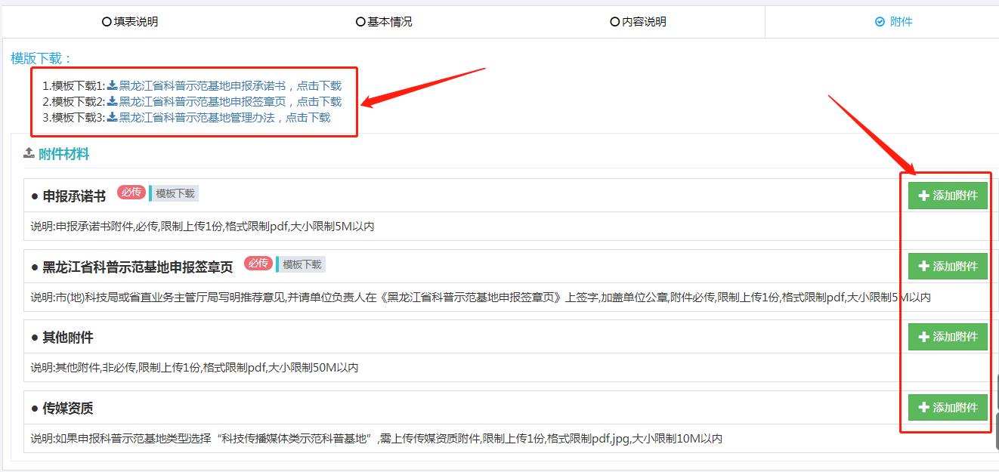 填表说明
基本情况
内容说明
附件
模版下载：
1.模板下载1:黑龙江省科普示范基地申报承诺书，点击下载
2.模板下载2:黑龙江省科普示范基地申报签章页，点击下载
3.模板下载3:黑龙江省科普示范基地管理办法，点击下载
附件材料
● 申报承诺书 必传 模板下载
添加附件
说明:申报承诺书附件,必传,限制上传1份,格式限制pdf,大小限制5M以内
● 黑龙江省科普示范基地申报签章页 必传 模板下载
添加附件
说明:市(地)科技局或省直业务主管厅局写明推荐意见,并请单位负责人在《黑龙江省科普示范基地申报签章页》上签字,加盖单位公章,附件必传,限制上传1份,格式限制pdf,大小限制5M以内
● 其他附件
添加附件
说明:其他附件,非必传,限制上传1份,格式限制pdf,大小限制50M以内
● 传媒资质
添加附件
说明:如果申报科普示范基地类型选择“科技传播媒体类示范科普基地”,需上传传媒资质附件,限制上传1份,格式限制pdf,jpg,大小限制10M以内